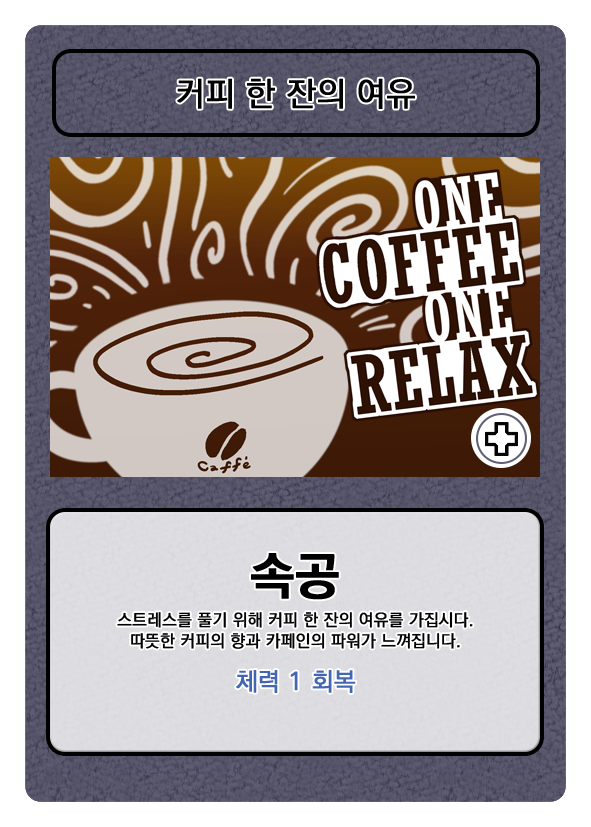 커피 한 잔의 여유
ONE
COFFEE
ONE
RELAX
Caffé
속공
스트레스를 풀기 위해 커피 한 잔의 여유를 가집시다.
따뜻한 커피의 향과 카페인의 파워가 느껴집니다.
체력 1 회복